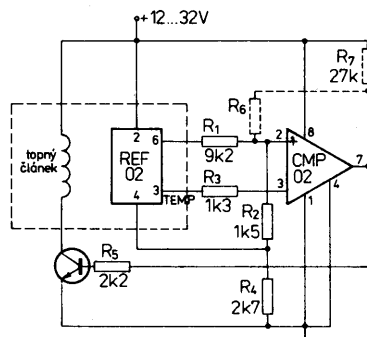 +12...32V
R7
27k
R6
R1
9k2
2
8
+
CMP
02
7
topný
článek
2
6
REF
02
3
4
TEMP
R3
1k3
3
1
4
R2
1k5
R5
2k2
R4
2k7